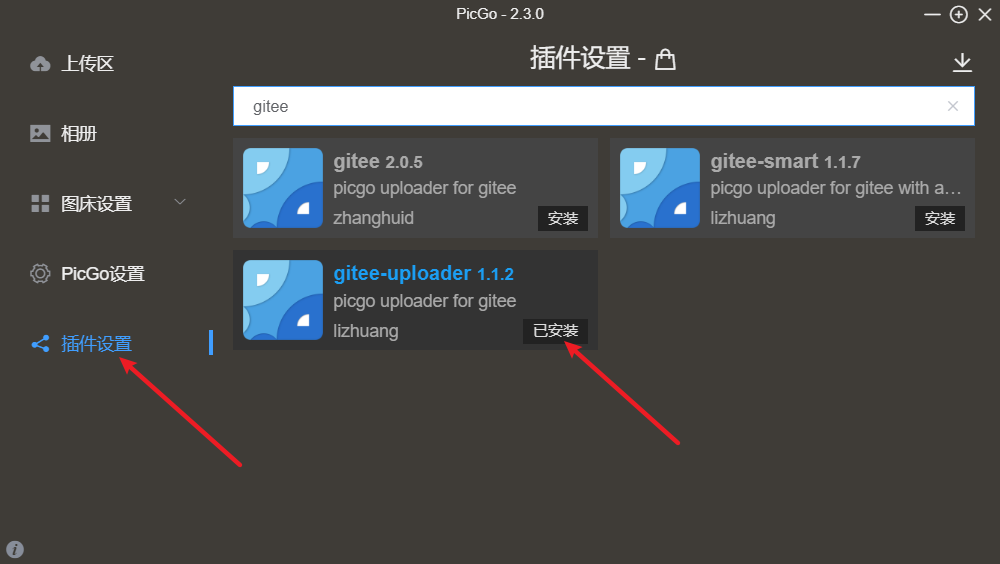 PicGo - 2.3.0
上传区
相册
图床设置
PicGo设置
插件设置
插件设置 -
gitee
gitee 2.0.5
picgo uploader for gitee
zhanghuid
安装
gitee-smart 1.1.7
picgo uploader for gitee with a…
lizhuang
安装
gitee-uploader 1.1.2
picgo uploader for gitee
lizhuang
已安装